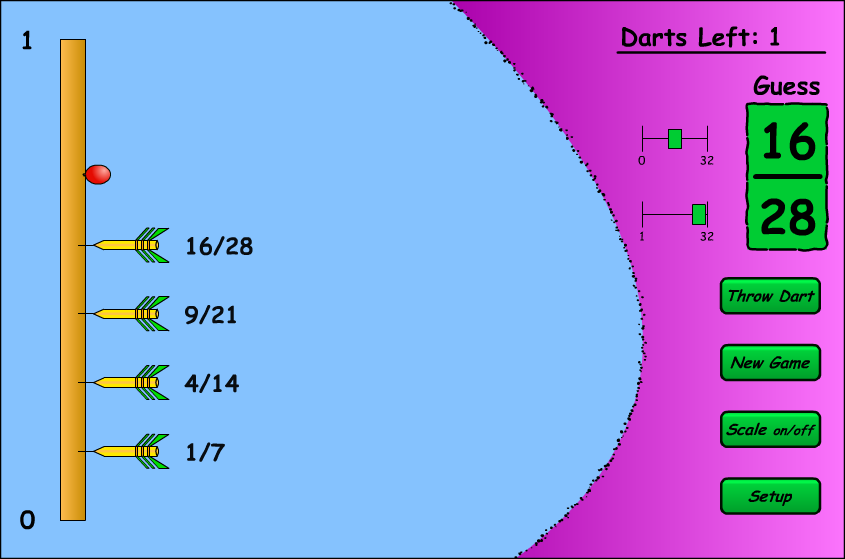 Darts Left: 1
1
Guess
16
28
0 32
1 32
16/28
9/21
4/14
1/7
0
Throw Dart
New Game
Scale on/off
Setup